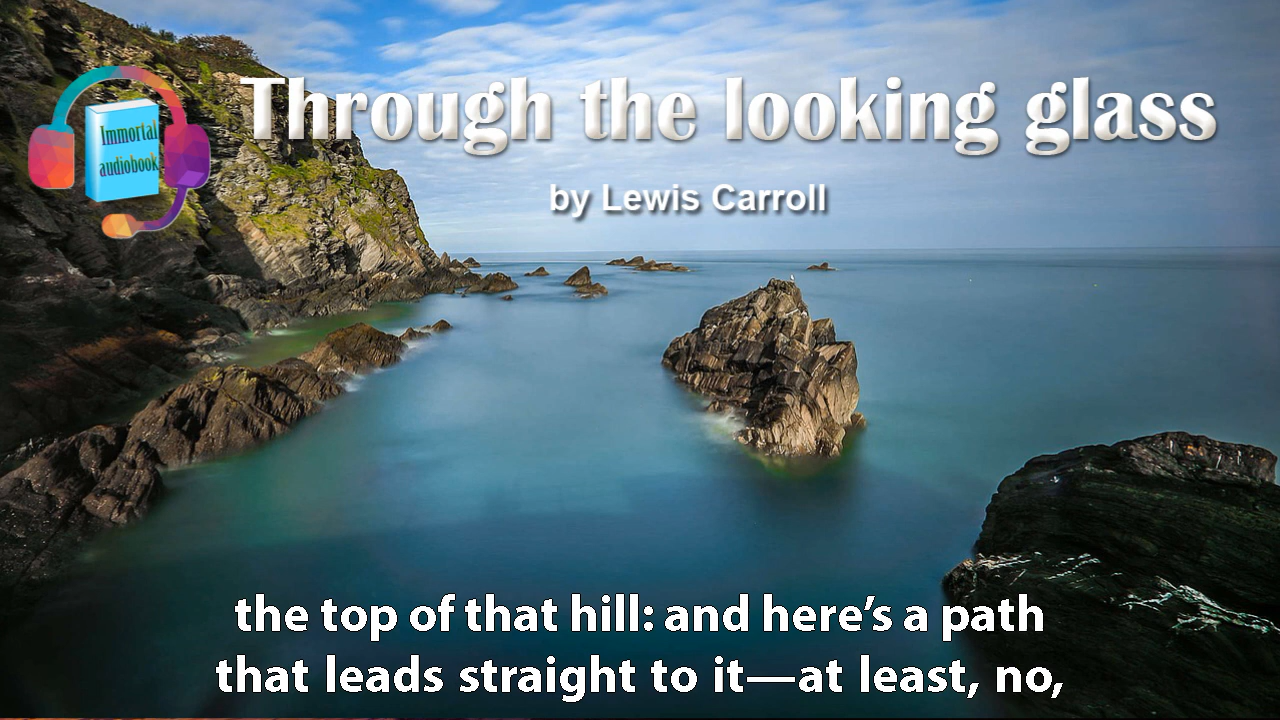 Through the looking glass
Immortal
audiobook
by Lewis Carroll
the top of that hill: and here’s a path
that leads straight to it—at least, no,